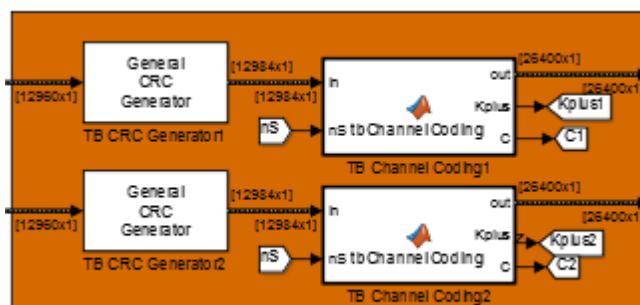 [12960x1]
General
CRC
Generator
TB CRC Generator1
[12984x1]
[12984x1]
nS
In
nS tbChannelCoding
out
Kplus
C
TB Channel Coding1
[26400x1]
[26400x1]
Kplus1
C1
[12960x1]
General
CRC
Generator
TB CRC Generator2
[12984x1]
[12984x1]
nS
In
nS tbChannelCoding
out
Kplus
C
TB Channel Coding2
[26400x1]
[26400x1]
Z
Kplus2
C2